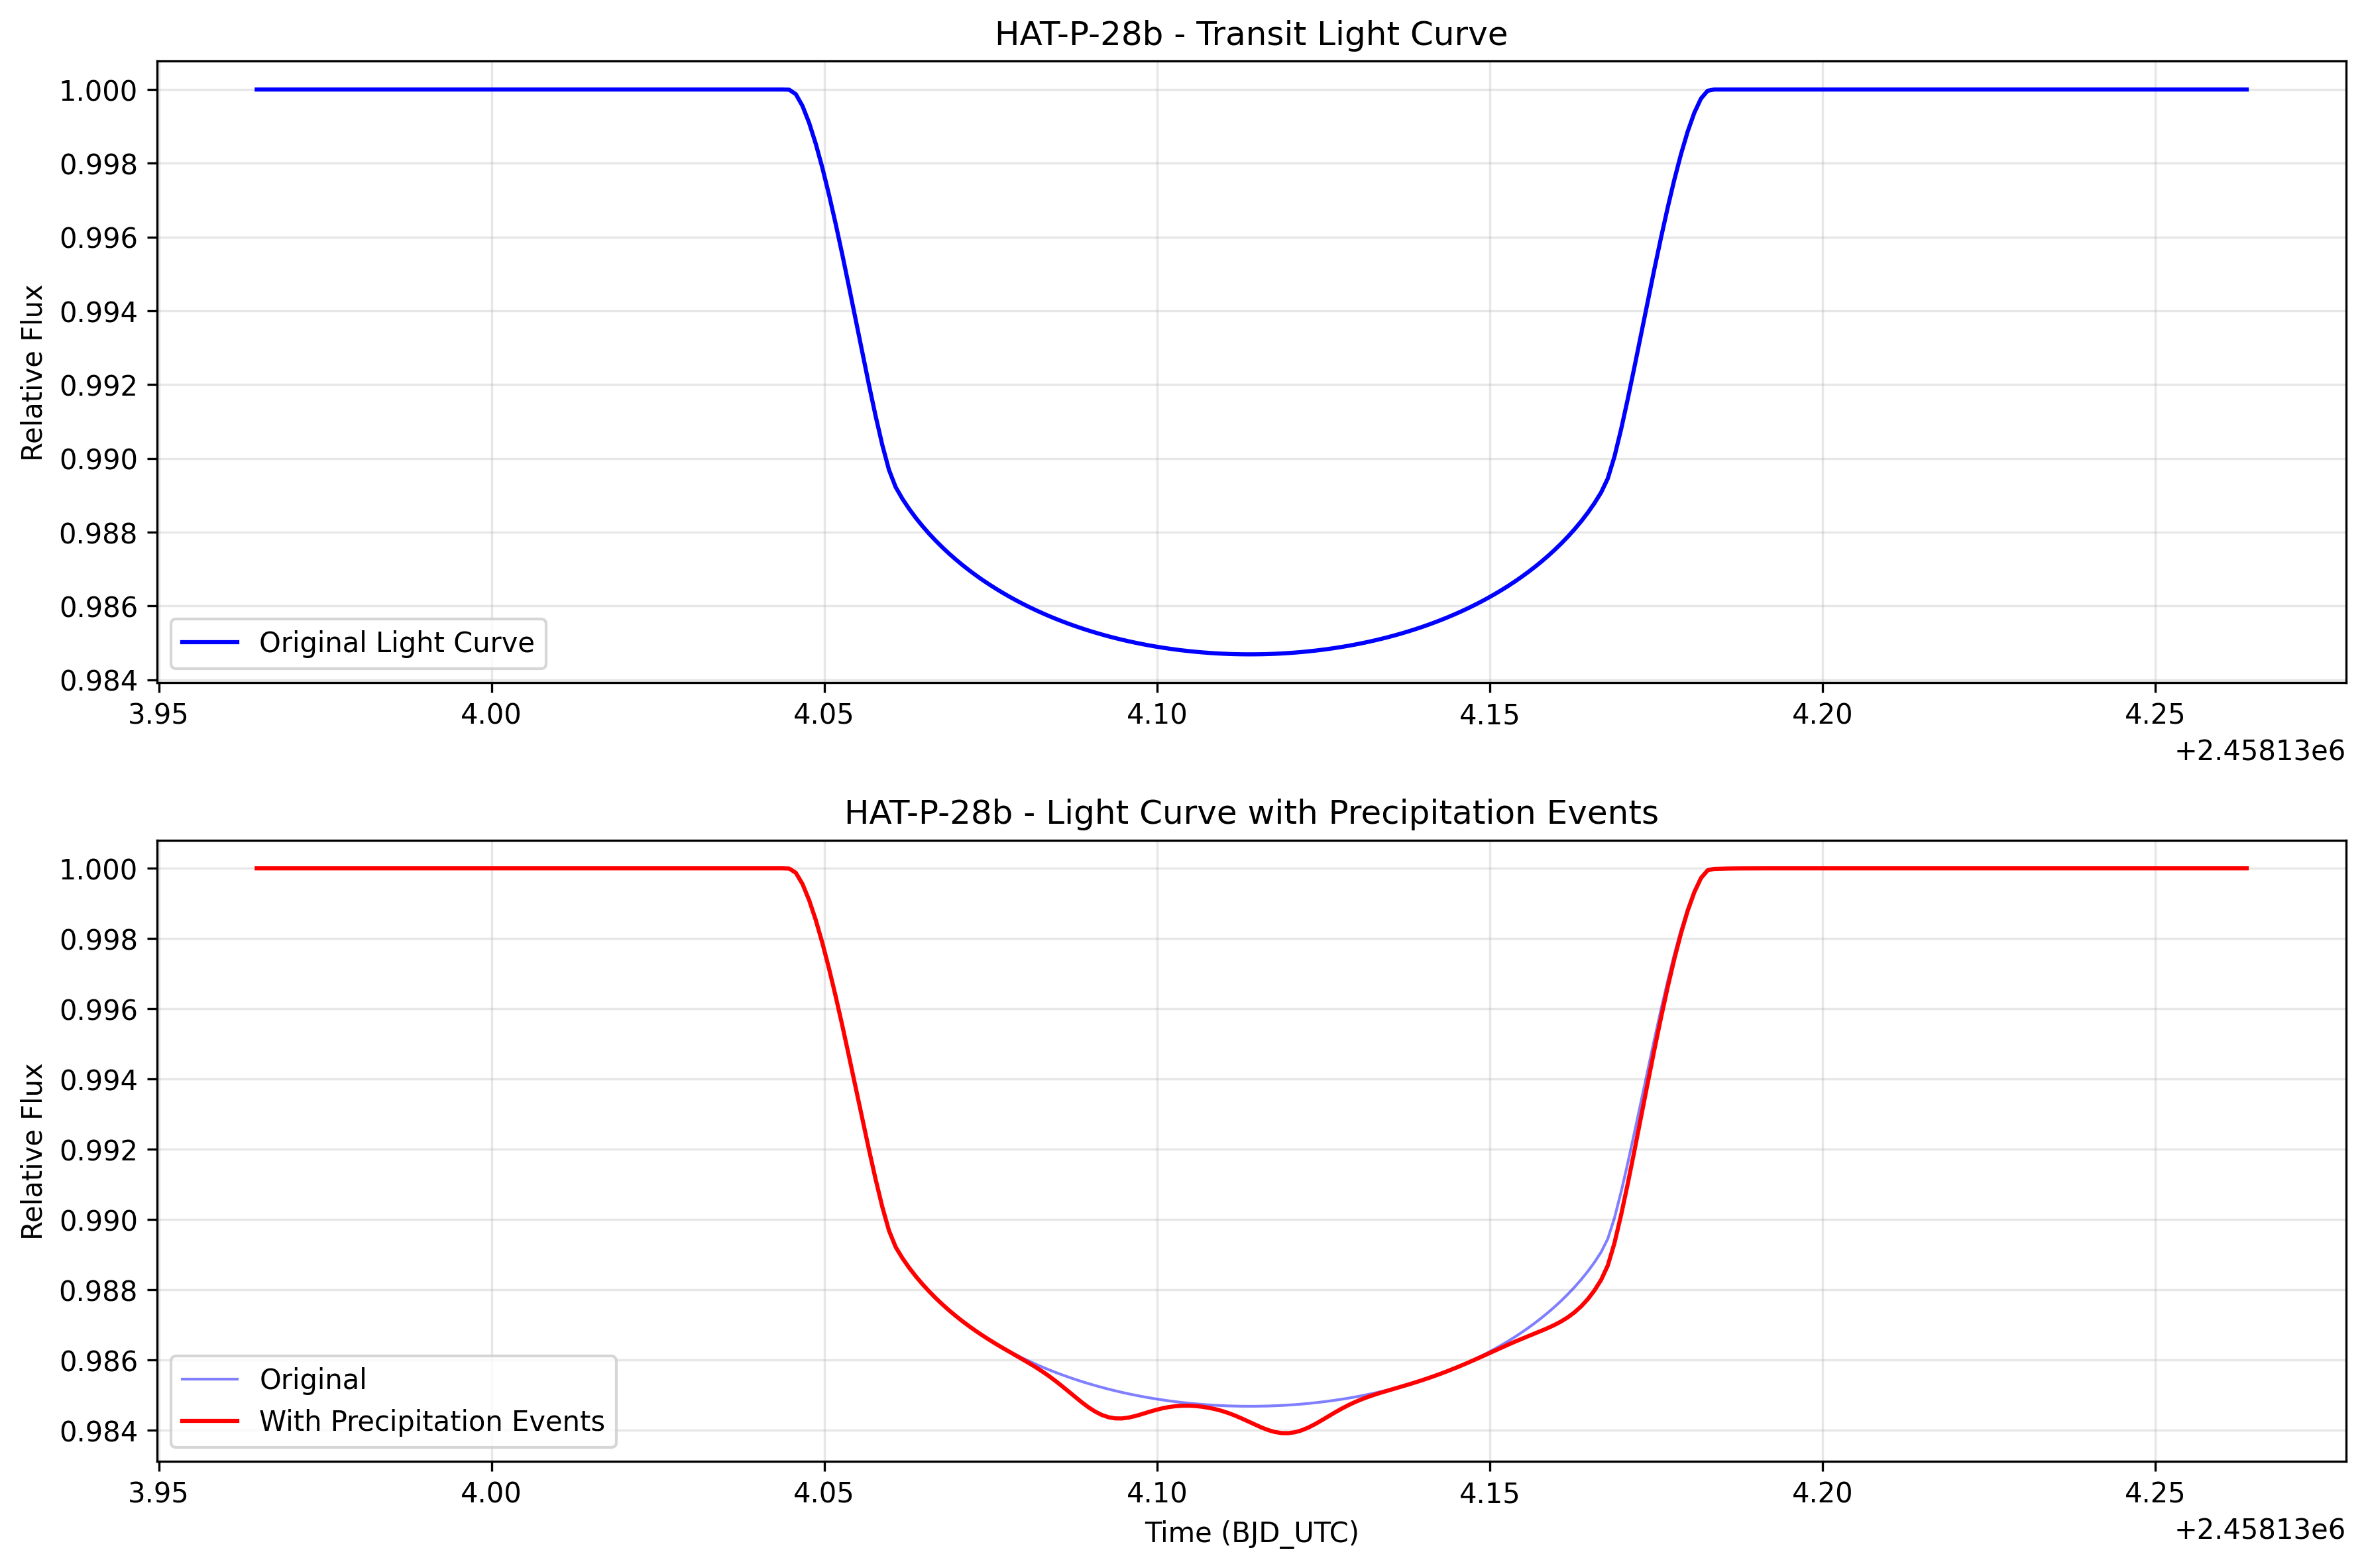 HAT-P-28b - Transit Light Curve
Relative Flux
1.000
0.998
0.996
0.994
0.992
0.990
0.988
0.986
0.984
Original Light Curve
3.95 4.00 4.05 4.10 4.15 4.20 4.25
+2.45813e6
HAT-P-28b - Light Curve with Precipitation Events
Relative Flux
1.000
0.998
0.996
0.994
0.992
0.990
0.988
0.986
0.984
Original
With Precipitation Events
3.95 4.00 4.05 4.10 4.15 4.20 4.25
Time (BJD_UTC)
+2.45813e6